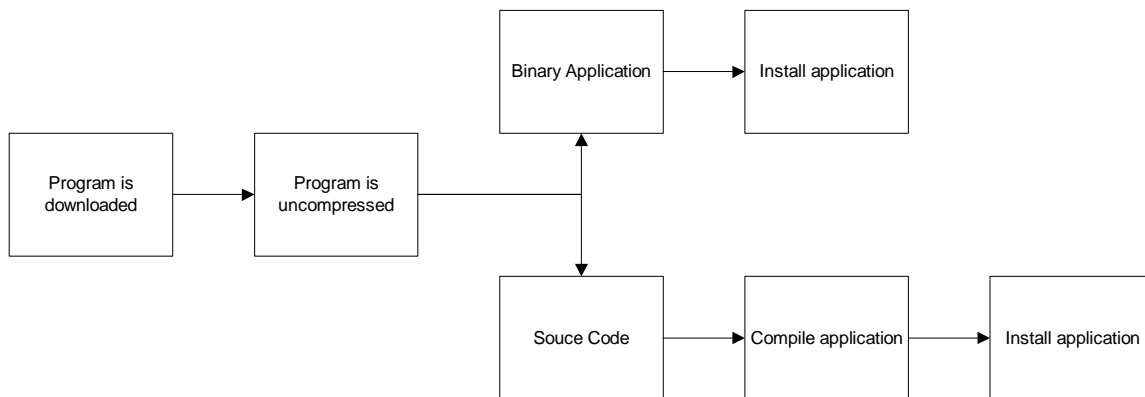 Binary Application
Install application
Program is
downloaded
Program is
uncompressed
Souce Code
Compile application
Install application